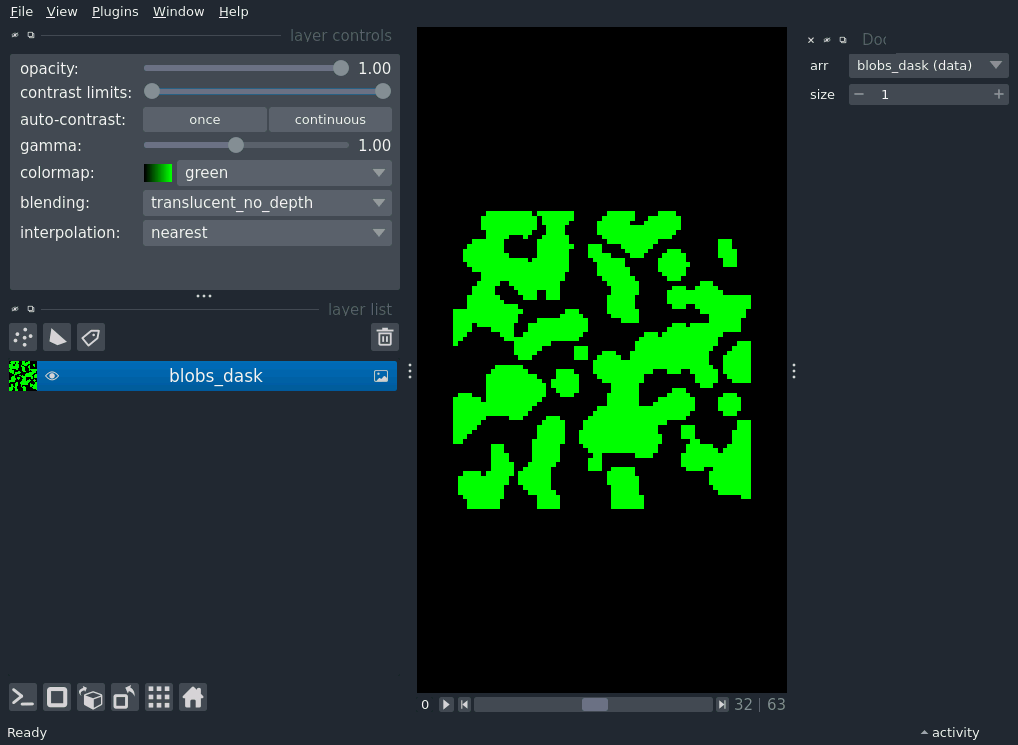 File View Plugins Window Help
layer controls
opacity: 1.00
contrast limits:
auto-contrast: once continuous
gamma: 1.00
colormap: green
blending: translucent_no_depth
interpolation: nearest
layer list
blobs_dask
0 32 | 63
Ready
arr blobs_dask (data)
size 1
activity